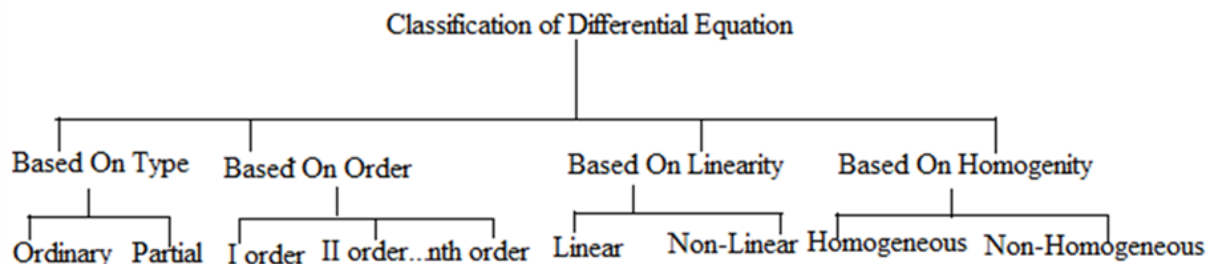 Classification of Differential Equation
Based On Type
Based On Order
Based On Linearity
Based On Homogenity
Ordinary
Partial
I order
II order...nth order
Linear
Non-Linear
Homogeneous
Non-Homogeneous